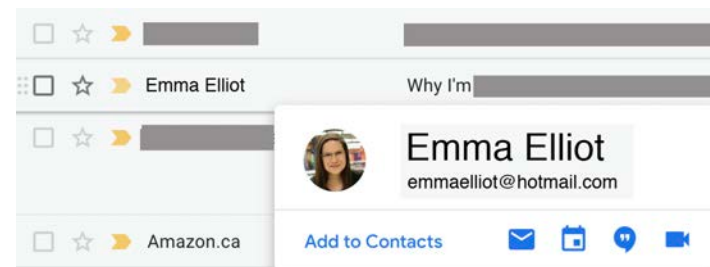 Emma Elliot
Why I'm
Emma Elliot
emmaelliot@hotmail.com
Amazon.ca
Add to Contacts